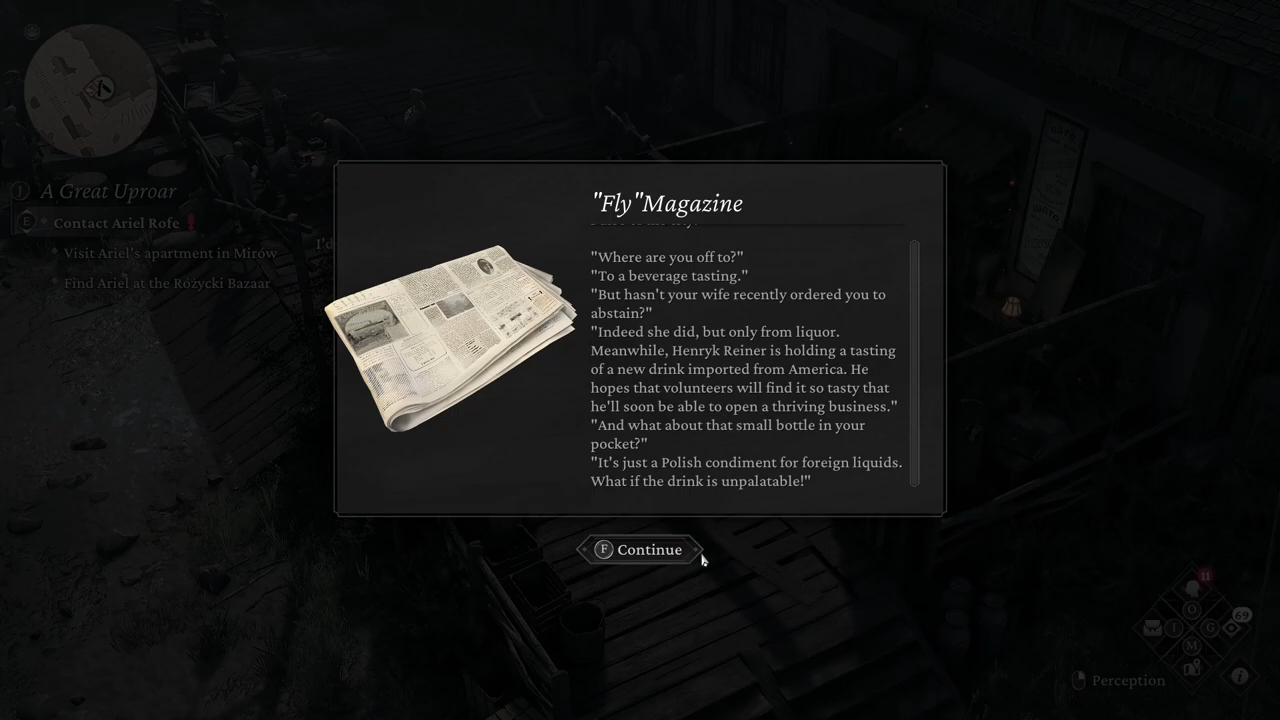 "Fly"Magazine
J
A Great Uproar
E
Contact Ariel Rofe
Visit Ariel's apartment in Mirów
Find Ariel at the Różycki Bazaar
I'd
"Where are you off to?"
"To a beverage tasting."
"But hasn't your wife recently ordered you to
abstain?"
"Indeed she did, but only from liquor.
Meanwhile, Henryk Reiner is holding a tasting
of a new drink imported from America. He
hopes that volunteers will find it so tasty that
he'll soon be able to open a thriving business."
"And what about that small bottle in your
pocket?"
"It's just a Polish condiment for foreign liquids.
What if the drink is unpalatable!"
F Continue
11
O
69
I
G
M
Perception